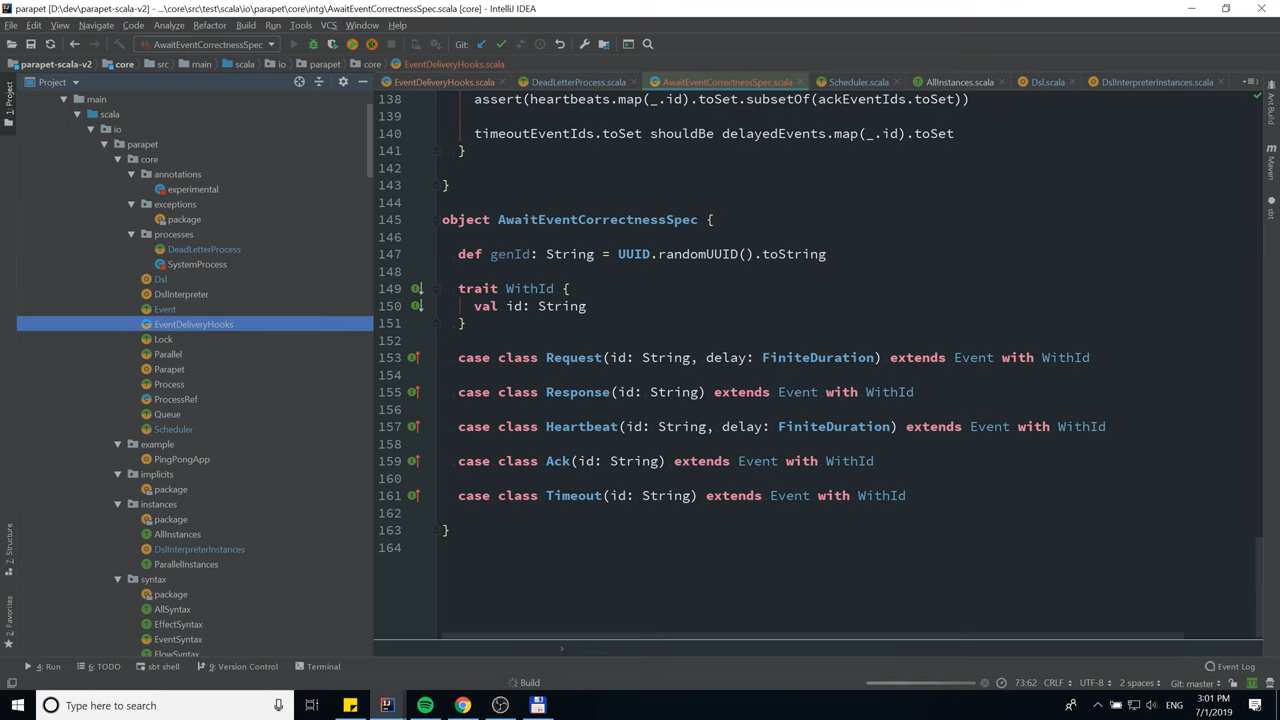 parapet [D:\dev\parapet-scala-v2] - ...\core\src\test\scala\io\parapet\core\intg\AwaitEventCorrectnessSpec.scala [core] - IntelliJ IDEA
File Edit View Navigate Code Analyze Refactor Build Run Tools VCS Window Help
AwaitEventCorrectnessSpec Git:
parapet-scala-v2 core src main scala io parapet core EventDeliveryHooks.scala
Project EventDeliveryHooks.scala DeadLetterProcess.scala AwaitEventCorrectnessSpec.scala Scheduler.scala AllInstances.scala Dsl.scala DslInterpreterInstances.scala
1: Project
7: Structure
2: Favorites
Ant Build
Maven
sbt
main
scala
io
parapet
core
annotations
experimental
exceptions
package
processes
DeadLetterProcess
SystemProcess
Dsl
DslInterpreter
Event
EventDeliveryHooks
Lock
Parallel
Parapet
Process
ProcessRef
Queue
Scheduler
example
PingPongApp
implicits
package
instances
package
AllInstances
DslInterpreterInstances
ParallelInstances
syntax
package
AllSyntax
EffectSyntax
EventSyntax
FlowSyntax
138 assert(heartbeats.map(_.id).toSet.subsetOf(ackEventIds.toSet))
139
140 timeoutEventIds.toSet shouldBe delayedEvents.map(_.id).toSet
141 }
142
143 }
144
145 object AwaitEventCorrectnessSpec {
146
147 def genId: String = UUID.randomUUID().toString
148
149 trait WithId {
150 val id: String
151 }
152
153 case class Request(id: String, delay: FiniteDuration) extends Event with WithId
154
155 case class Response(id: String) extends Event with WithId
156
157 case class Heartbeat(id: String, delay: FiniteDuration) extends Event with WithId
158
159 case class Ack(id: String) extends Event with WithId
160
161 case class Timeout(id: String) extends Event with WithId
162
163 }
164
4: Run 6: TODO sbt shell 9: Version Control Terminal Event Log
Build 73:62 CRLF UTF-8 2 spaces Git: master
Type here to search
ENG
3:01 PM
7/1/2019